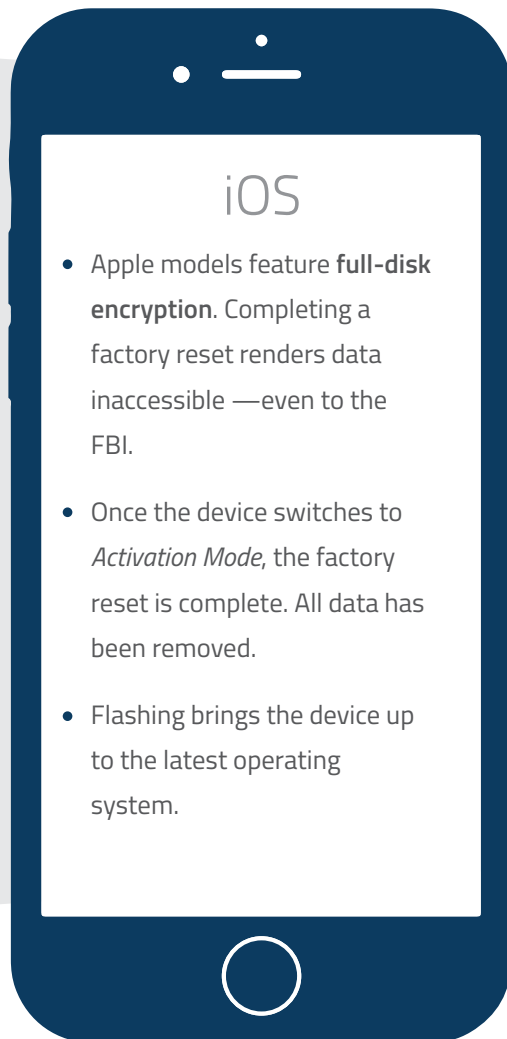 iOS
• Apple models feature full-disk
encryption. Completing a
factory reset renders data
inaccessible —even to the
FBI.
• Once the device switches to
Activation Mode, the factory
reset is complete. All data has
been removed.
• Flashing brings the device up
to the latest operating
system.